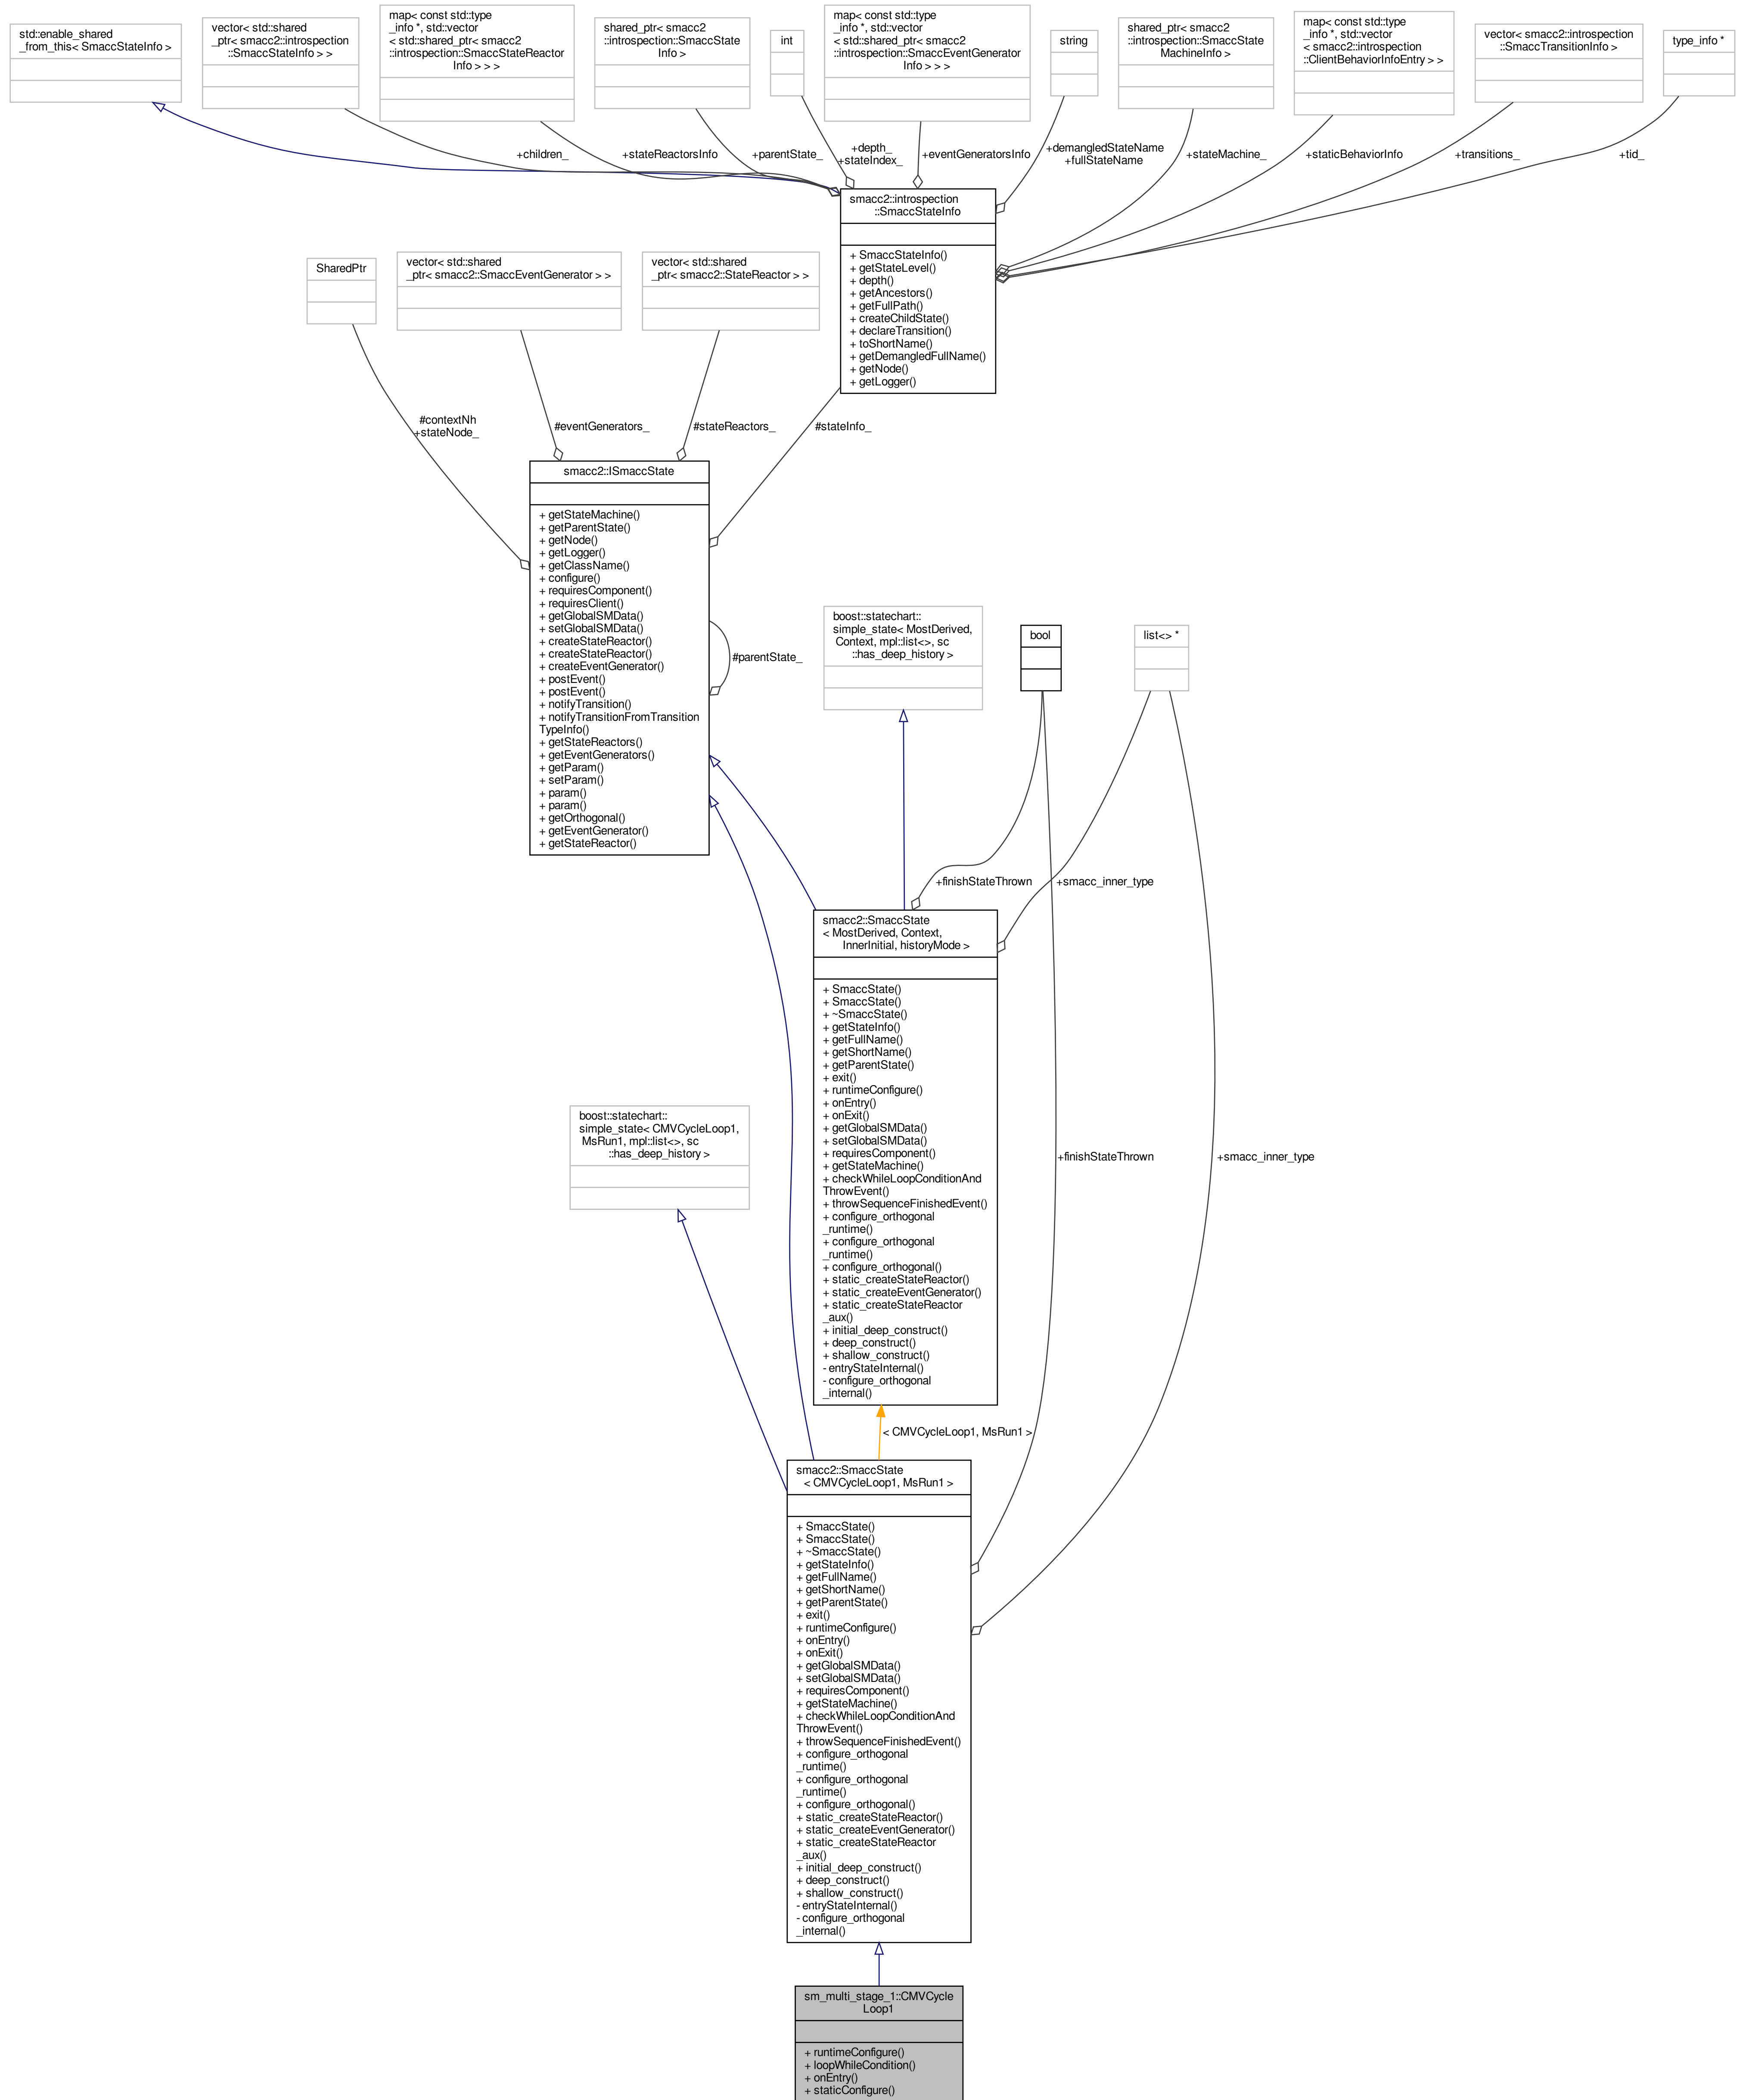 std::enable_shared
_from_this< SmaccStateInfo >
vector< std::shared
_ptr< smacc2::introspection
::SmaccStateInfo > >
map< const std::type
_info *, std::vector
< std::shared_ptr< smacc2
::introspection::SmaccStateReactor
Info > > >
shared_ptr< smacc2
::introspection::SmaccState
Info >
int
map< const std::type
_info *, std::vector
< std::shared_ptr< smacc2
::introspection::SmaccEventGenerator
Info > > >
string
shared_ptr< smacc2
::introspection::SmaccState
MachineInfo >
map< const std::type
_info *, std::vector
< smacc2::introspection
::ClientBehaviorInfoEntry > >
vector< smacc2::introspection
::SmaccTransitionInfo >
type_info *
+children_
+stateReactorsInfo
+parentState_
+depth_
+stateIndex_
+eventGeneratorsInfo
+demangledStateName
+fullStateName
+stateMachine_
+staticBehaviorInfo
+transitions_
+tid_
smacc2::introspection
::SmaccStateInfo
+ SmaccStateInfo()
+ getStateLevel()
+ depth()
+ getAncestors()
+ getFullPath()
+ createChildState()
+ declareTransition()
+ toShortName()
+ getDemangledFullName()
+ getNode()
+ getLogger()
SharedPtr
vector< std::shared
_ptr< smacc2::SmaccEventGenerator > >
vector< std::shared
_ptr< smacc2::StateReactor > >
#contextNh
+stateNode_
#eventGenerators_
#stateReactors_
#stateInfo_
smacc2::ISmaccState
+ getStateMachine()
+ getParentState()
+ getNode()
+ getLogger()
+ getClassName()
+ configure()
+ requiresComponent()
+ requiresClient()
+ getGlobalSMData()
+ setGlobalSMData()
+ createStateReactor()
+ createStateReactor()
+ createEventGenerator()
+ postEvent()
+ postEvent()
+ notifyTransition()
+ notifyTransitionFromTransition
TypeInfo()
+ getStateReactors()
+ getEventGenerators()
+ getParam()
+ setParam()
+ param()
+ param()
+ getOrthogonal()
+ getEventGenerator()
+ getStateReactor()
#parentState_
boost::statechart::
simple_state< MostDerived,
Context, mpl::list<>, sc
::has_deep_history >
bool
list<> *
+finishStateThrown
+smacc_inner_type
smacc2::SmaccState
< MostDerived, Context,
InnerInitial, historyMode >
+ SmaccState()
+ SmaccState()
+ ~SmaccState()
+ getStateInfo()
+ getFullName()
+ getShortName()
+ getParentState()
+ exit()
+ runtimeConfigure()
+ onEntry()
+ onExit()
+ getGlobalSMData()
+ setGlobalSMData()
+ requiresComponent()
+ getStateMachine()
+ checkWhileLoopConditionAnd
ThrowEvent()
+ throwSequenceFinishedEvent()
+ configure_orthogonal
_runtime()
+ configure_orthogonal
_runtime()
+ configure_orthogonal()
+ static_createStateReactor()
+ static_createEventGenerator()
+ static_createStateReactor
_aux()
+ initial_deep_construct()
+ deep_construct()
+ shallow_construct()
- entryStateInternal()
- configure_orthogonal
_internal()
boost::statechart::
simple_state< CMVCycleLoop1,
MsRun1, mpl::list<>, sc
::has_deep_history >
+finishStateThrown
+smacc_inner_type
< CMVCycleLoop1, MsRun1 >
smacc2::SmaccState
< CMVCycleLoop1, MsRun1 >
+ SmaccState()
+ SmaccState()
+ ~SmaccState()
+ getStateInfo()
+ getFullName()
+ getShortName()
+ getParentState()
+ exit()
+ runtimeConfigure()
+ onEntry()
+ onExit()
+ getGlobalSMData()
+ setGlobalSMData()
+ requiresComponent()
+ getStateMachine()
+ checkWhileLoopConditionAnd
ThrowEvent()
+ throwSequenceFinishedEvent()
+ configure_orthogonal
_runtime()
+ configure_orthogonal
_runtime()
+ configure_orthogonal()
+ static_createStateReactor()
+ static_createEventGenerator()
+ static_createStateReactor
_aux()
+ initial_deep_construct()
+ deep_construct()
+ shallow_construct()
- entryStateInternal()
- configure_orthogonal
_internal()
sm_multi_stage_1::CMVCycle
Loop1
+ runtimeConfigure()
+ loopWhileCondition()
+ onEntry()
+ staticConfigure()